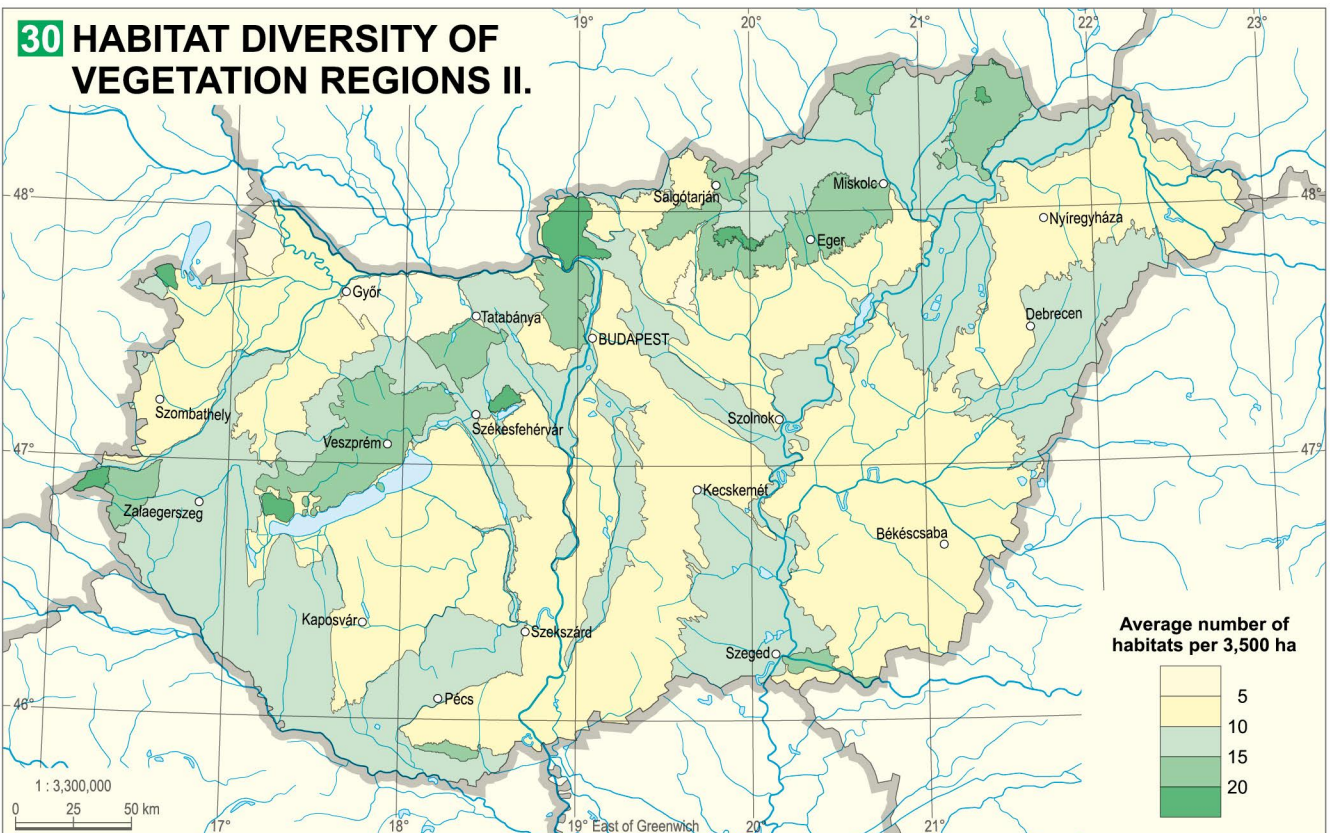 30 HABITAT DIVERSITY OF
VEGETATION REGIONS II.
19°
20°
21°
22°
23°
48°
48°
Salgótarján
Miskolc
Nyíregyháza
Eger
Győr
Tatabánya
Debrecen
BUDAPEST
Szombathely
Szolnok
Székesfehérvár
Veszprém
47°
47°
Kecskemét
Zalaegerszeg
Békéscsaba
Kaposvár
Szekszárd
Average number of
habitats per 3,500 ha
Szeged
5
Pécs
46°
10
15
20
1 : 3,300,000
0 25 50 km
17°
18°
19° East of Greenwich
20°
21°